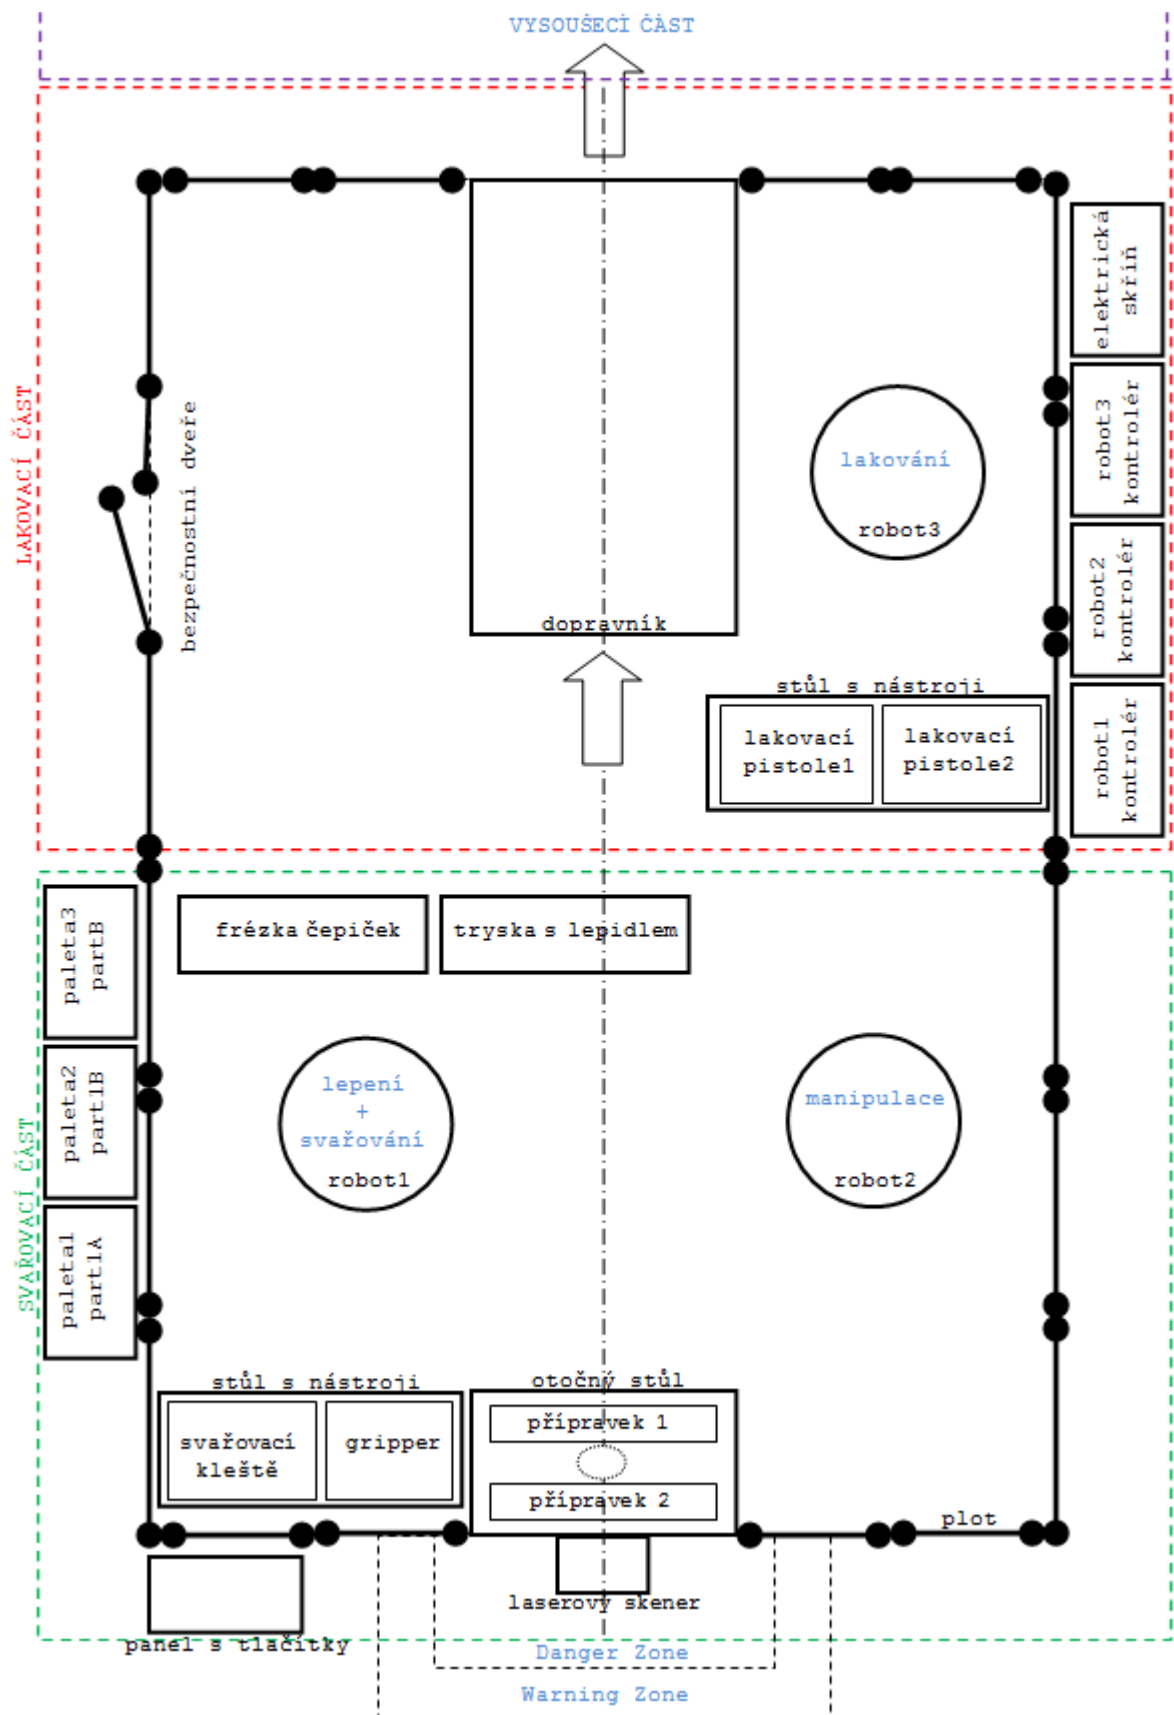 VYSOUŠECÍ ČÁST
LAKOVACÍ ČÁST
bezpečnostní dveře
dopravník
lakování
robot3
elektrická
skříň
robot3
kontrolér
robot2
kontrolér
robot1
kontrolér
stůl s nástroji
lakovací
pistole1
lakovací
pistole2
SVAŘOVACÍ ČÁST
paleta3
partB
paleta2
part1B
paleta1
part1A
frézka čepiček
tryska s lepidlem
lepení
+
svařování
robot1
manipulace
robot2
stůl s nástroji
svařovací
kleště
gripper
otočný stůl
přípravek 1
přípravek 2
plot
laserový skener
panel s tlačítky
Danger Zone
Warning Zone